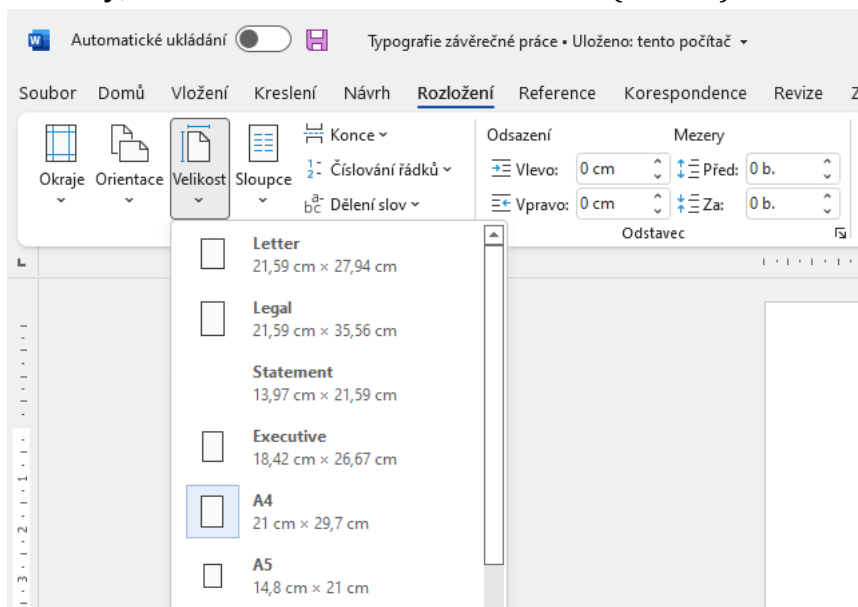 Automatické ukládání
Typografie závěrečné práce • Uloženo: tento počítač
Soubor Domů Vložení Kreslení Návrh Rozložení Reference Korespondence Revize Z
Okraje Orientace Velikost Sloupce
Konce
Číslování řádků
Dělení slov
Odsazení Mezery
Vlevo: 0 cm Před: 0 b.
Vpravo: 0 cm Za: 0 b.
Odstavec
Letter
21,59 cm × 27,94 cm
Legal
21,59 cm × 35,56 cm
Statement
13,97 cm × 21,59 cm
Executive
18,42 cm × 26,67 cm
A4
21 cm × 29,7 cm
A5
14,8 cm × 21 cm
1
2
3